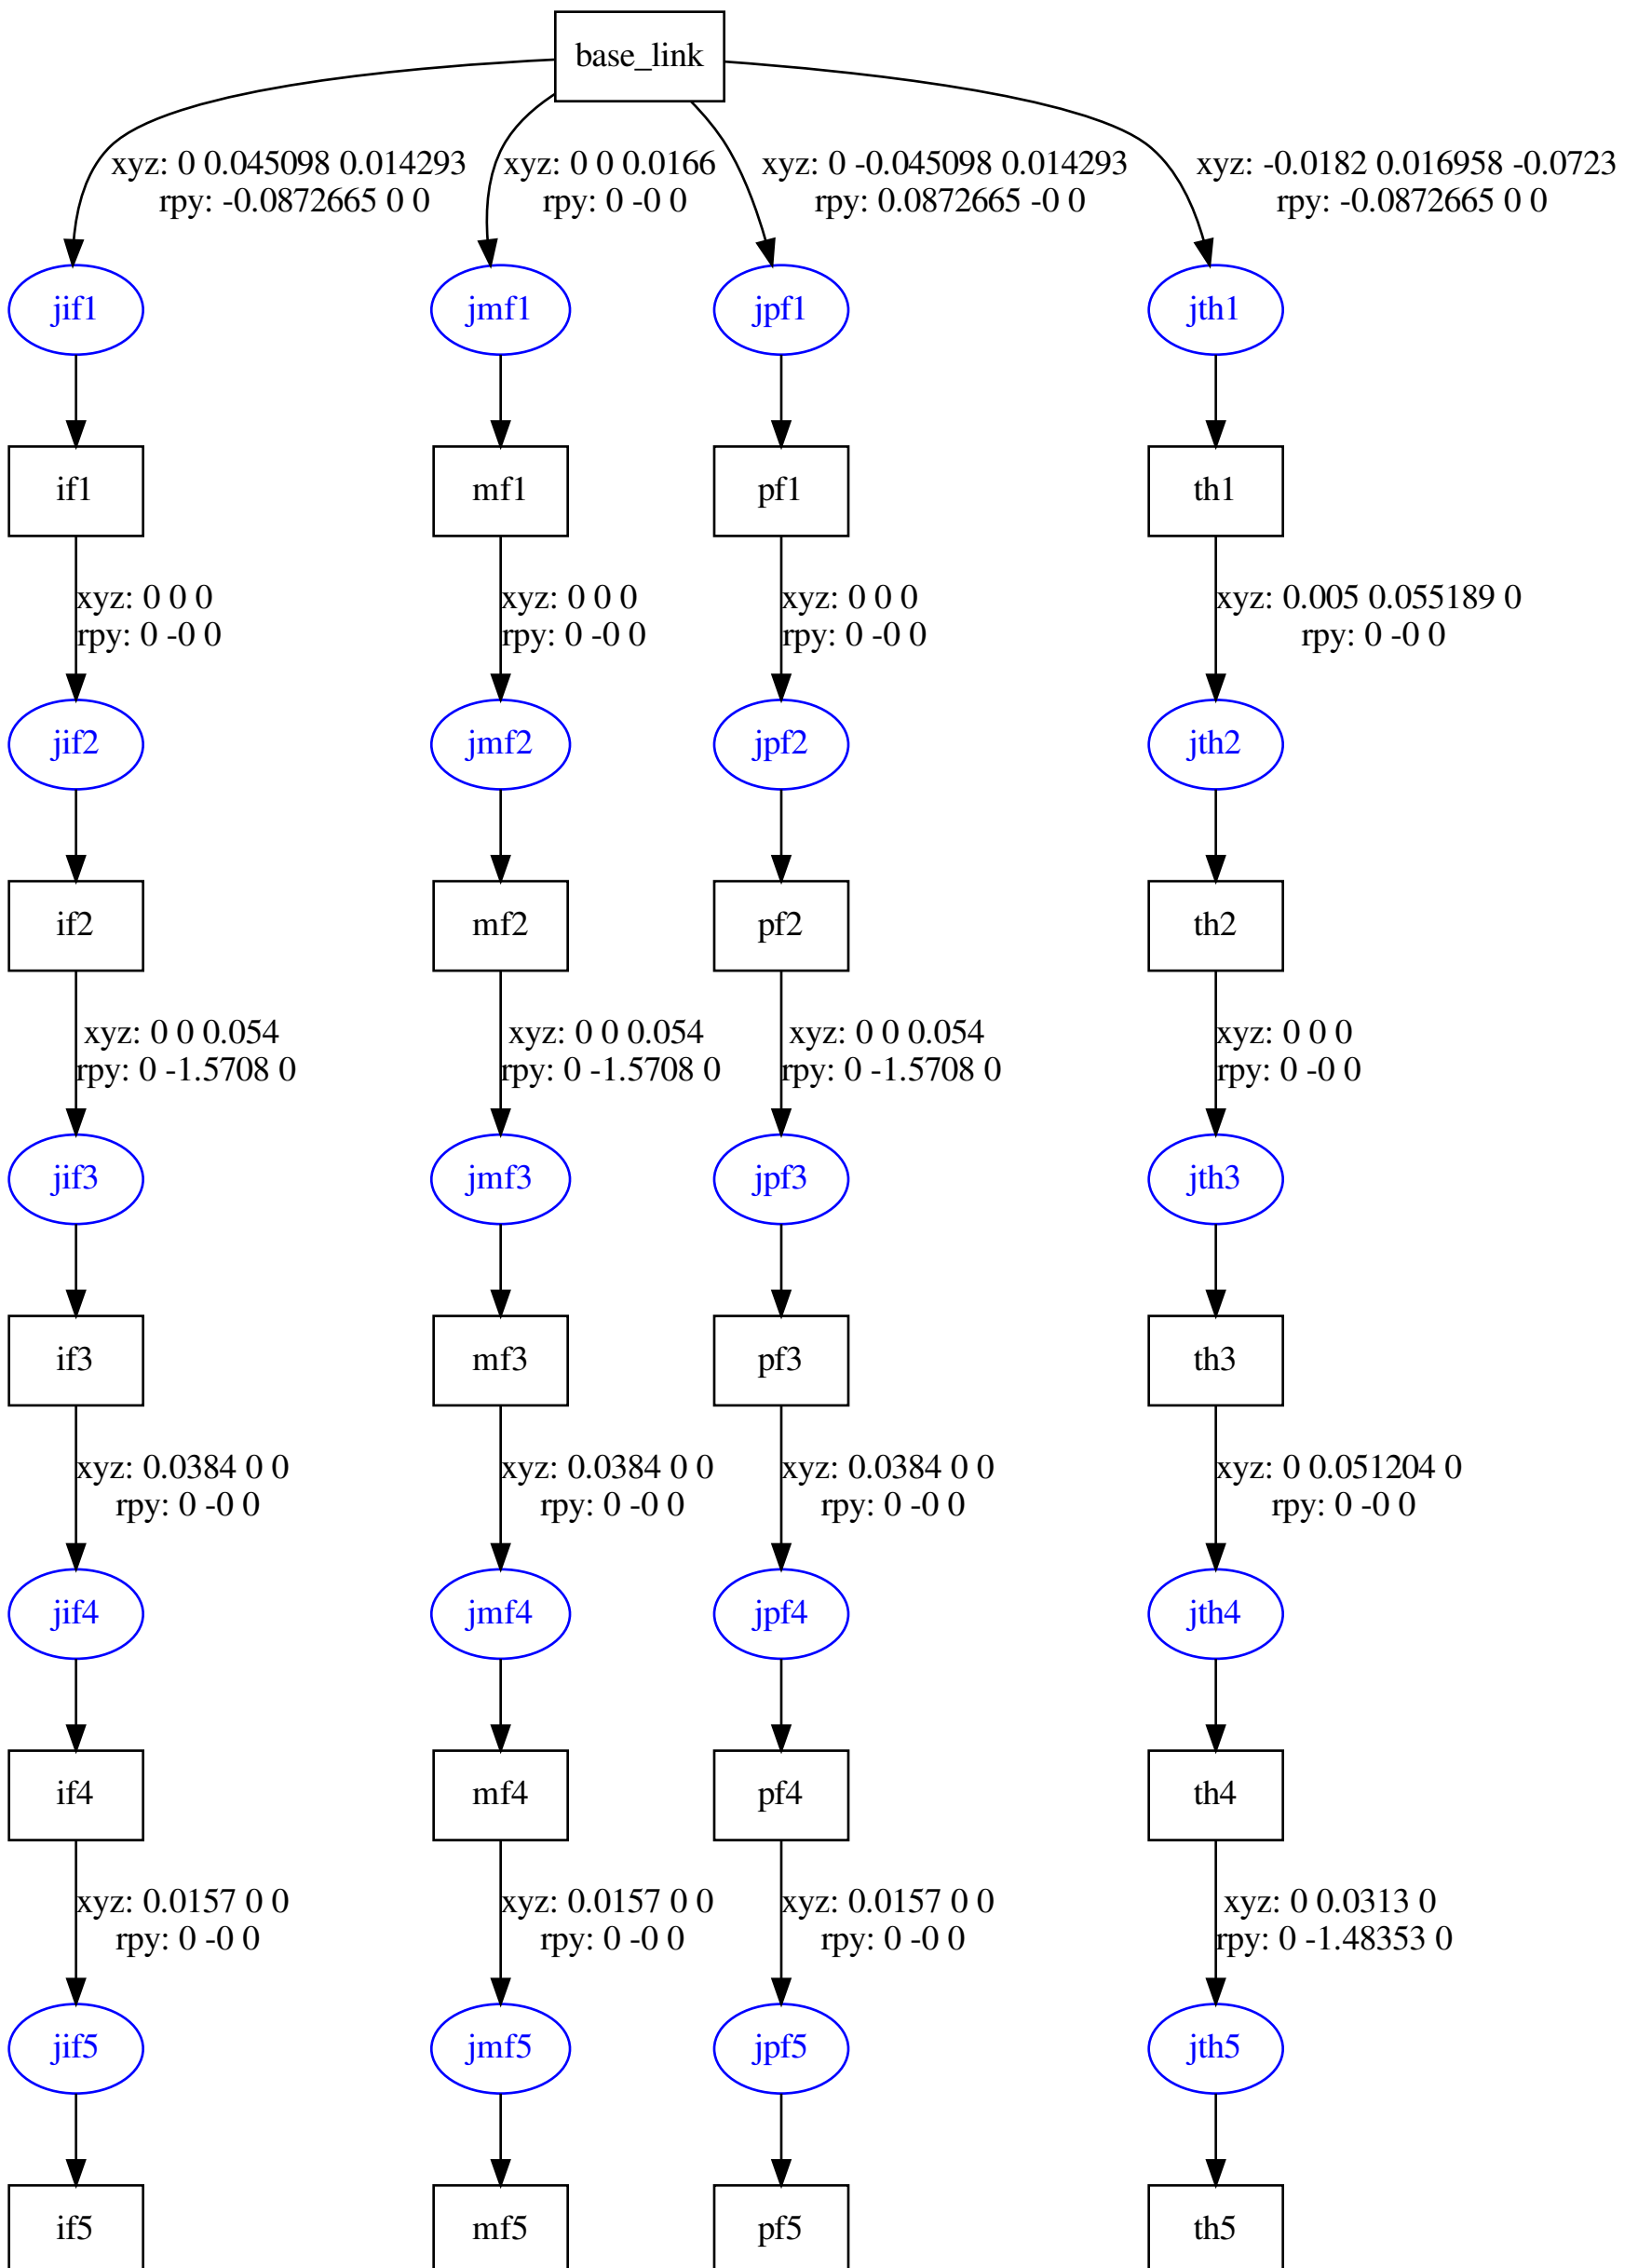 base_link
xyz: 0 0.045098 0.014293
rpy: -0.0872665 0 0
xyz: 0 0 0.0166
rpy: 0 -0 0
xyz: 0 -0.045098 0.014293
rpy: 0.0872665 -0 0
xyz: -0.0182 0.016958 -0.0723
rpy: -0.0872665 0 0
jif1
jmf1
jpf1
jth1
if1
mf1
pf1
th1
xyz: 0 0 0
rpy: 0 -0 0
xyz: 0 0 0
rpy: 0 -0 0
xyz: 0 0 0
rpy: 0 -0 0
xyz: 0.005 0.055189 0
rpy: 0 -0 0
jif2
jmf2
jpf2
jth2
if2
mf2
pf2
th2
xyz: 0 0 0.054
rpy: 0 -1.5708 0
xyz: 0 0 0.054
rpy: 0 -1.5708 0
xyz: 0 0 0.054
rpy: 0 -1.5708 0
xyz: 0 0 0
rpy: 0 -0 0
jif3
jmf3
jpf3
jth3
if3
mf3
pf3
th3
xyz: 0.0384 0 0
rpy: 0 -0 0
xyz: 0.0384 0 0
rpy: 0 -0 0
xyz: 0.0384 0 0
rpy: 0 -0 0
xyz: 0 0.051204 0
rpy: 0 -0 0
jif4
jmf4
jpf4
jth4
if4
mf4
pf4
th4
xyz: 0.0157 0 0
rpy: 0 -0 0
xyz: 0.0157 0 0
rpy: 0 -0 0
xyz: 0.0157 0 0
rpy: 0 -0 0
xyz: 0 0.0313 0
rpy: 0 -1.48353 0
jif5
jmf5
jpf5
jth5
if5
mf5
pf5
th5